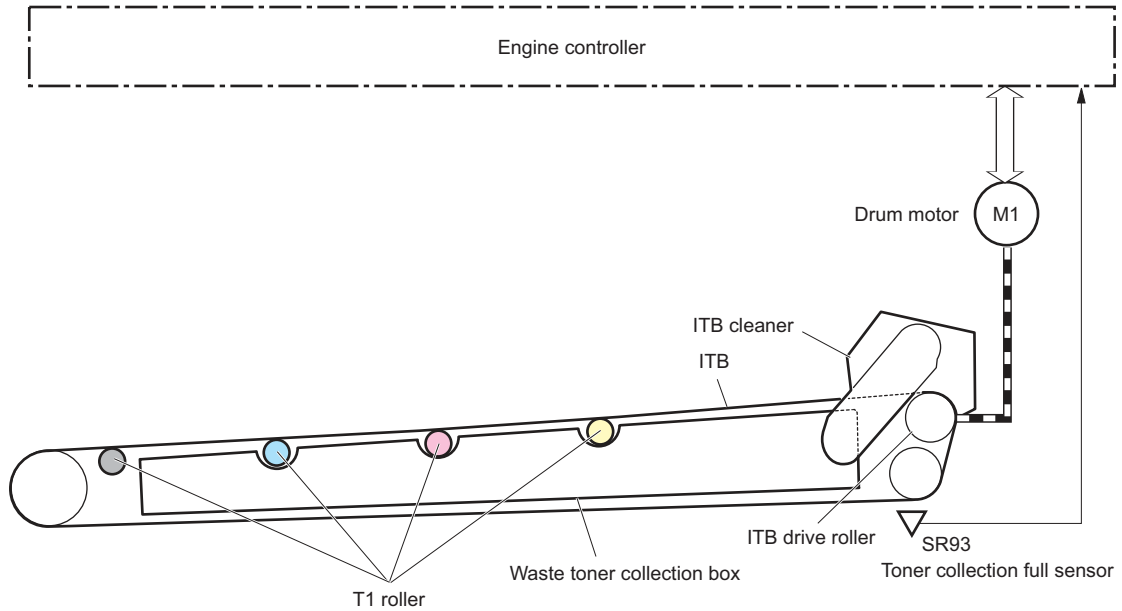 Engine controller
Drum motor
M1
ITB cleaner
ITB
ITB drive roller
SR93
Toner collection full sensor
Waste toner collection box
T1 roller